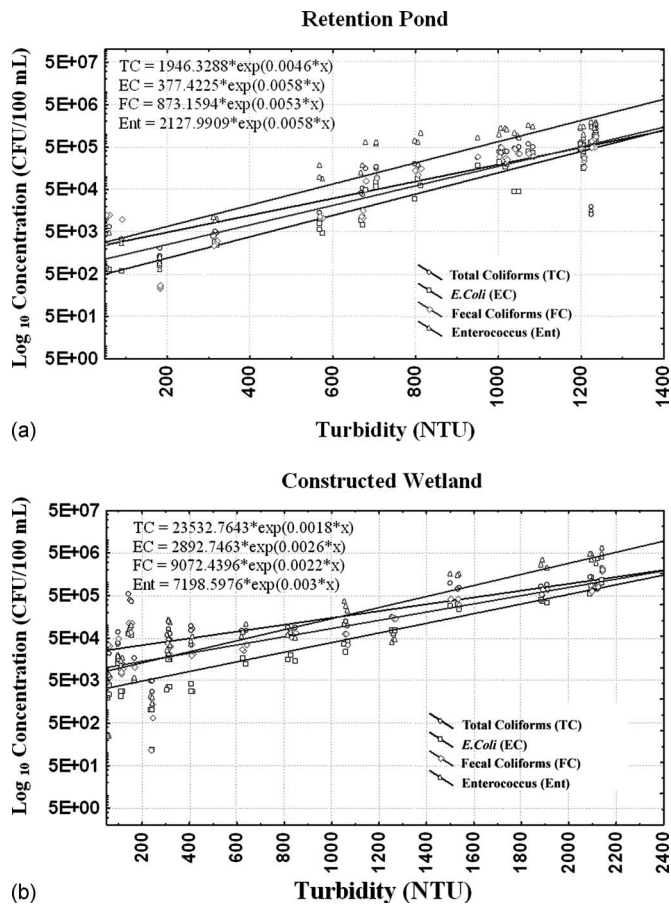 Retention Pond
(a)
Log 10 Concentration (CFU/100 mL)
5E+07
5E+06
5E+05
5E+04
5E+03
5E+02
5E+01
5E+00
TC = 1946.3288*exp(0.0046*x)
EC = 377.4225*exp(0.0058*x)
FC = 873.1594*exp(0.0053*x)
Ent = 2127.9909*exp(0.0058*x)
Total Coliforms (TC)
E.Coli (EC)
Fecal Coliforms (FC)
Enterococcus (Ent)
200 400 600 800 1000 1200 1400
Turbidity (NTU)
Constructed Wetland
(b)
Log 10 Concentration (CFU/100 mL)
5E+07
5E+06
5E+05
5E+04
5E+03
5E+02
5E+01
5E+00
TC = 23532.7643*exp(0.0018*x)
EC = 2892.7463*exp(0.0026*x)
FC = 9072.4396*exp(0.0022*x)
Ent = 7198.5976*exp(0.003*x)
Total Coliforms (TC)
E.Coli (EC)
Fecal Coliforms (FC)
Enterococcus (Ent)
200 400 600 800 1000 1200 1400 1600 1800 2000 2200 2400
Turbidity (NTU)